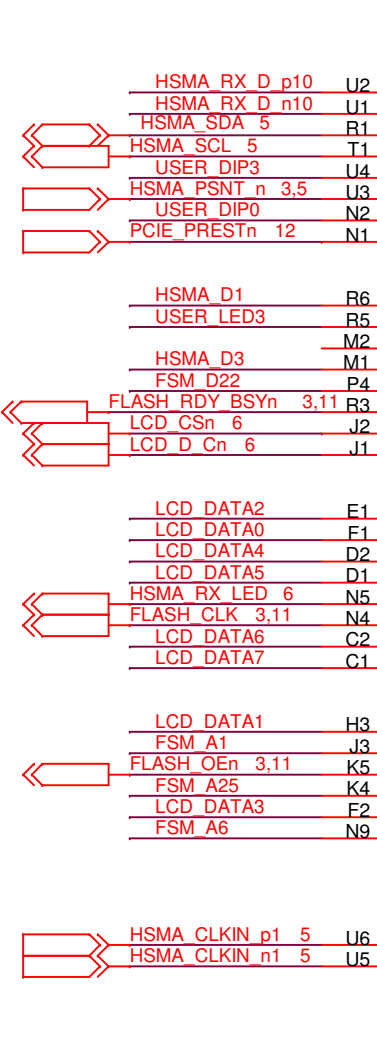 HSMA_RX_D_p10 U2
HSMA_RX_D_n10 U1
HSMA_SDA 5 R1
HSMA_SCL 5 T1
USER_DIP3 U4
HSMA_PSNT_n 3,5 U3
USER_DIP0 N2
PCIE_PRESTn 12 N1
HSMA_D1 R6
USER_LED3 R5
M2
HSMA_D3 M1
FSM_D22 P4
FLASH_RDY_BSYn 3,11 R3
LCD_CSn 6 J2
LCD_D_Cn 6 J1
LCD_DATA2 E1
LCD_DATA0 F1
LCD_DATA4 D2
LCD_DATA5 D1
HSMA_RX_LED 6 N5
FLASH_CLK 3,11 N4
LCD_DATA6 C2
LCD_DATA7 C1
LCD_DATA1 H3
FSM_A1 J3
FLASH_OEn 3,11 K5
FSM_A25 K4
LCD_DATA3 F2
FSM_A6 N9
HSMA_CLKIN_p1 5 U6
HSMA_CLKIN_n1 5 U5